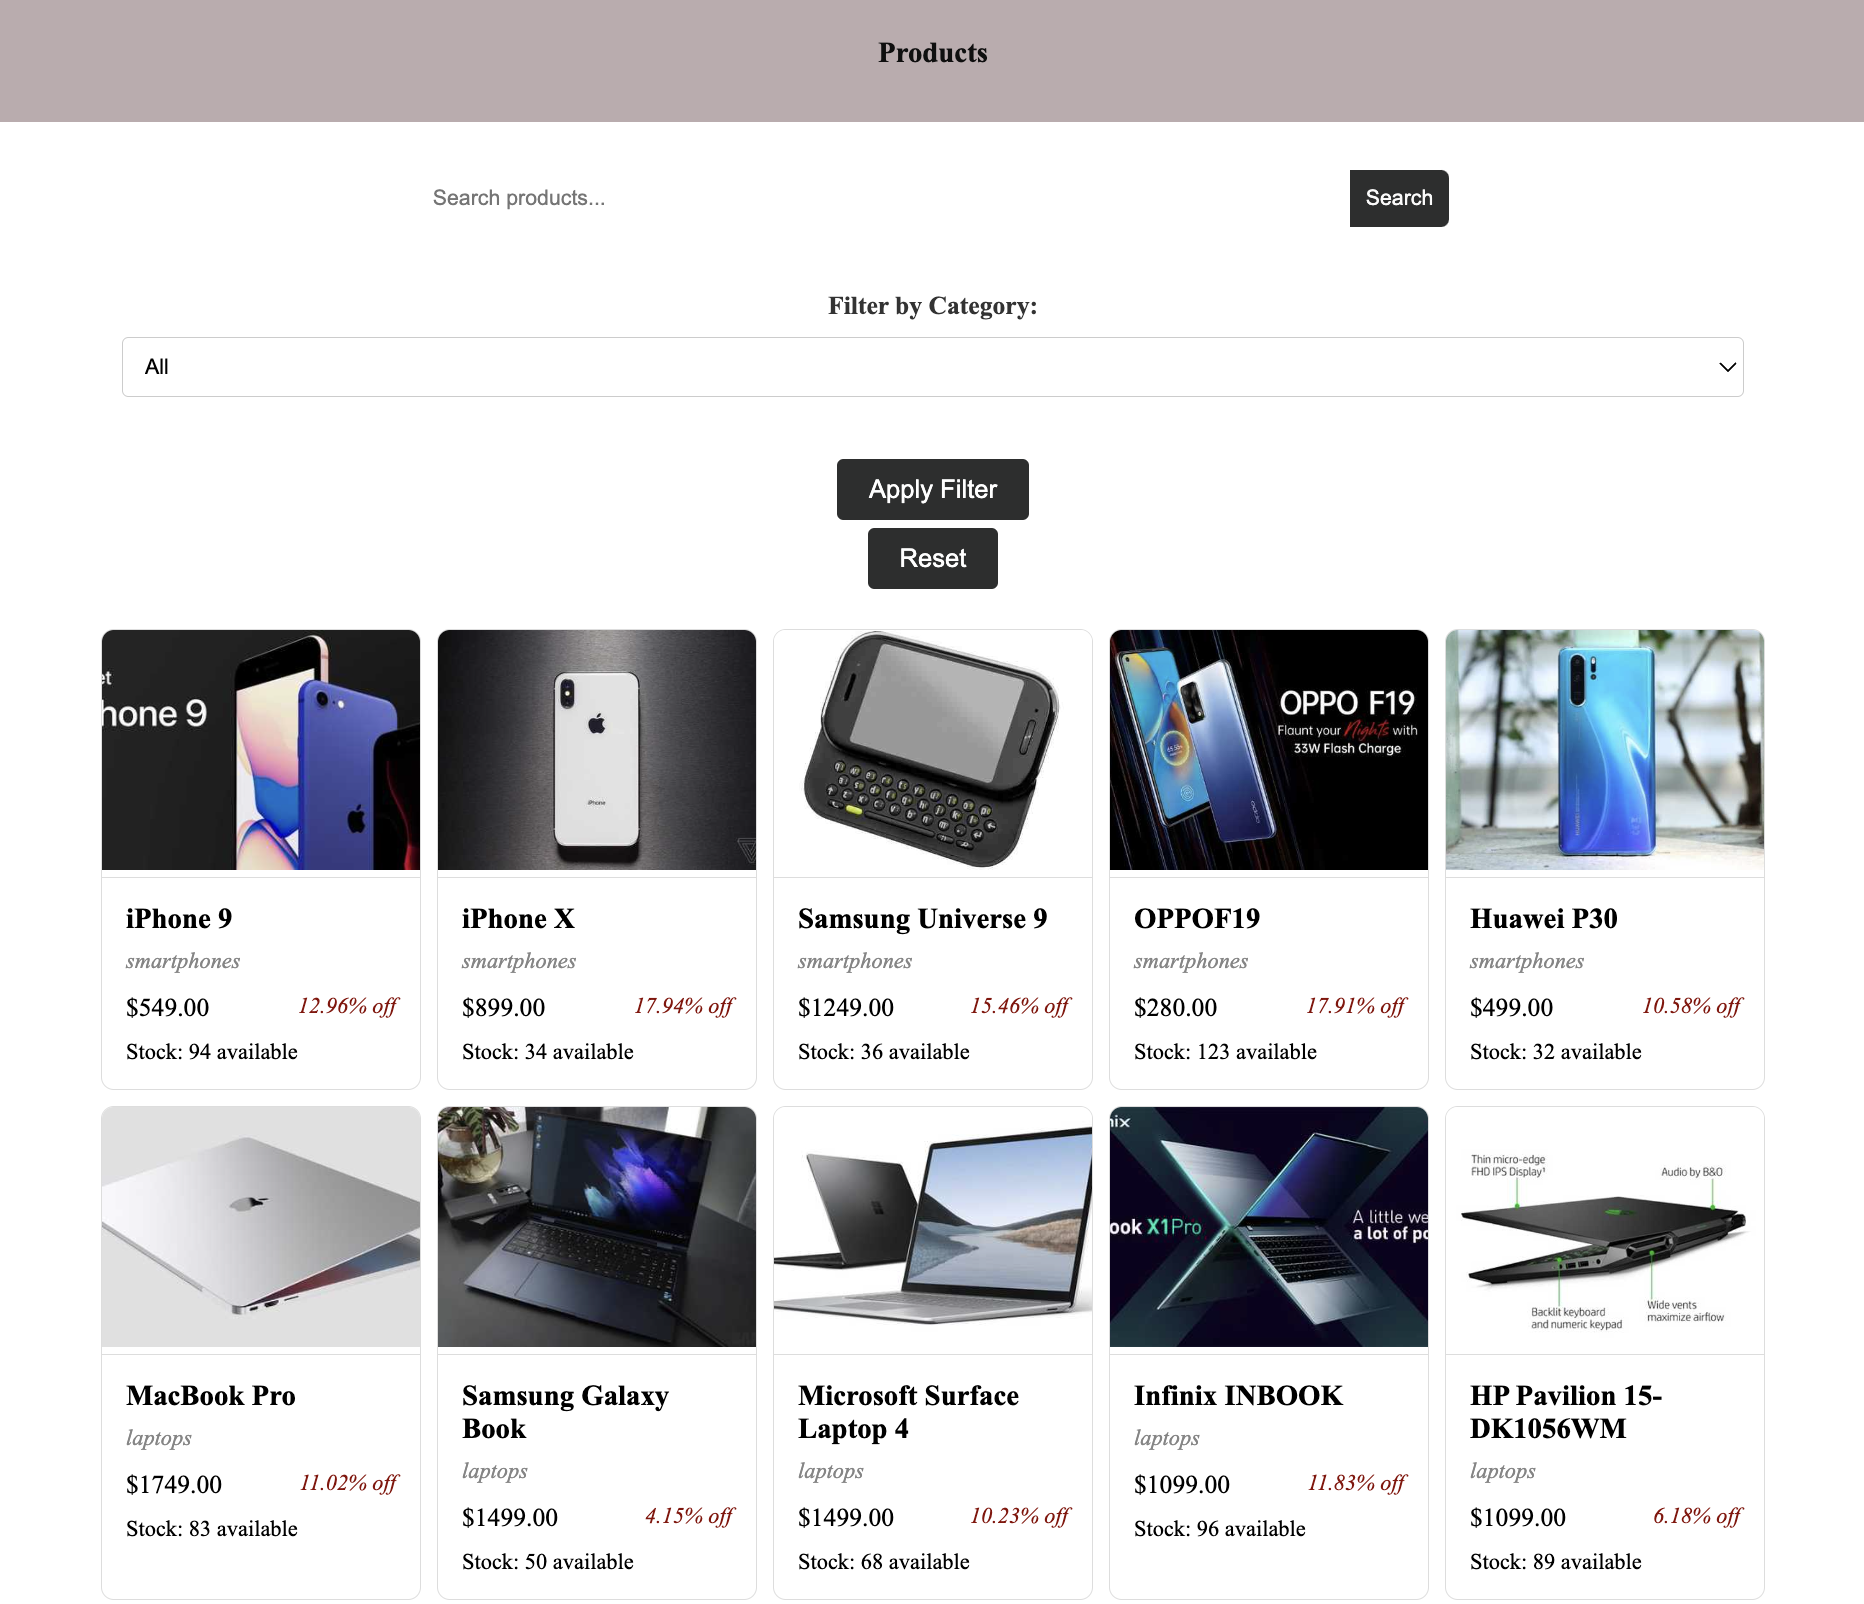 Products
Search products...
Search
Filter by Category:
All
Apply Filter
Reset
hone 9
iPhone
OPPO F19
Flaunt your Nights with
33W Flash Charge
iPhone 9
smartphones
$549.00 12.96% off
Stock: 94 available
iPhone X
smartphones
$899.00 17.94% off
Stock: 34 available
Samsung Universe 9
smartphones
$1249.00 15.46% off
Stock: 36 available
OPPOF19
smartphones
$280.00 17.91% off
Stock: 123 available
Huawei P30
smartphones
$499.00 10.58% off
Stock: 32 available
ook X1Pro
A little we
a lot of po
Thin micro-edge
FHD IPS Display¹
Audio by B&O
Backlit keyboard
and numeric keypad
Wide vents
maximize airflow
MacBook Pro
laptops
$1749.00 11.02% off
Stock: 83 available
Samsung Galaxy
Book
laptops
$1499.00 4.15% off
Stock: 50 available
Microsoft Surface
Laptop 4
laptops
$1499.00 10.23% off
Stock: 68 available
Infinix INBOOK
laptops
$1099.00 11.83% off
Stock: 96 available
HP Pavilion 15-
DK1056WM
laptops
$1099.00 6.18% off
Stock: 89 available